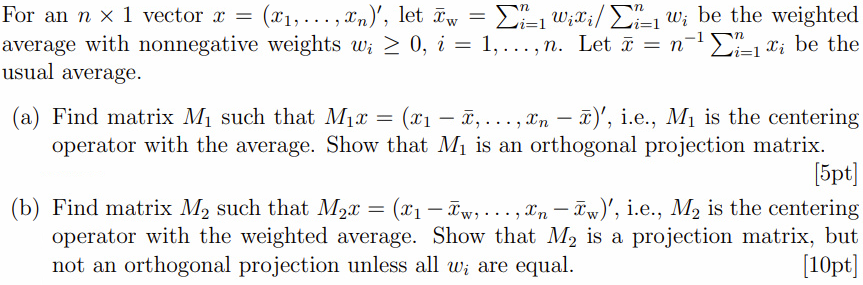 For an n × 1 vector x = (x₁, . . . , xₙ)′, let x̄_w = ∑ⁿᵢ₌₁ wᵢxᵢ/ ∑ⁿᵢ₌₁ wᵢ be the weighted
average with nonnegative weights wᵢ ≥ 0, i = 1, . . . , n. Let x̄ = n⁻¹ ∑ⁿᵢ₌₁ xᵢ be the
usual average.
(a) Find matrix M₁ such that M₁x = (x₁ − x̄, . . . , xₙ − x̄)′, i.e., M₁ is the centering
operator with the average. Show that M₁ is an orthogonal projection matrix.
[5pt]
(b) Find matrix M₂ such that M₂x = (x₁ − x̄_w, . . . , xₙ − x̄_w)′, i.e., M₂ is the centering
operator with the weighted average. Show that M₂ is a projection matrix, but
not an orthogonal projection unless all wᵢ are equal. [10pt]